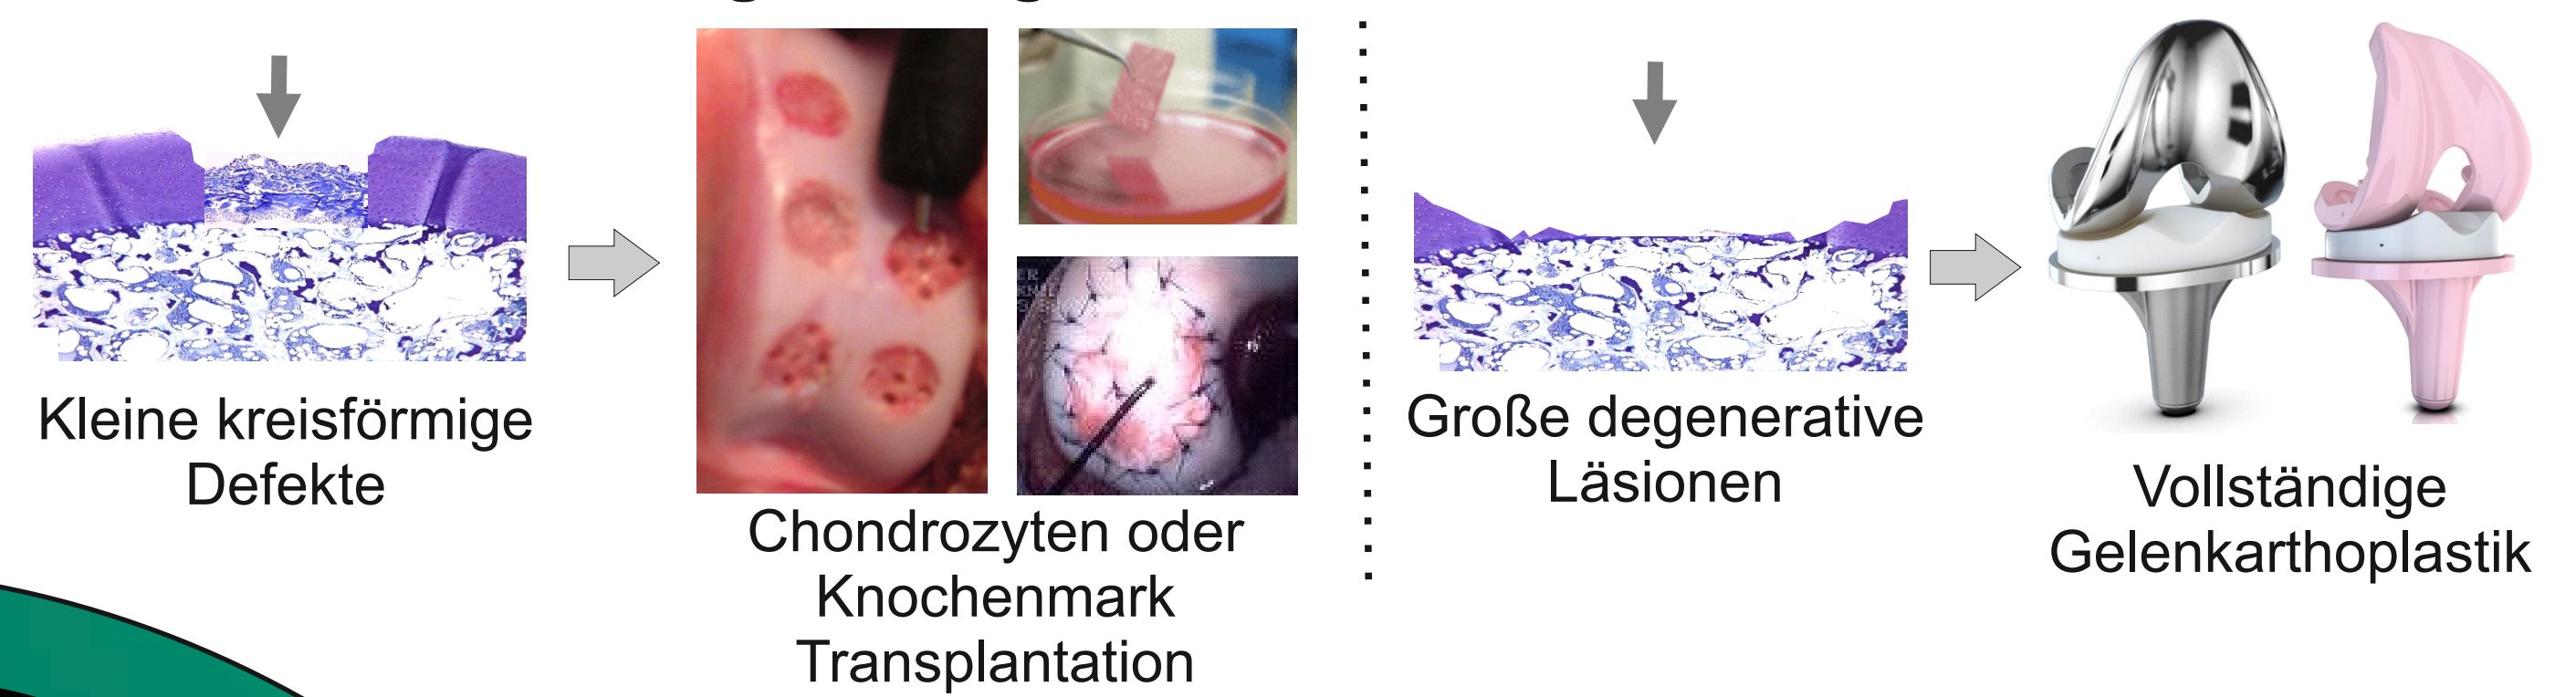 Kleine kreisförmige
Defekte
Chondrozyten oder
Knochenmark
Transplantation
Große degenerative
Läsionen
Vollständige
Gelenkarthoplastik